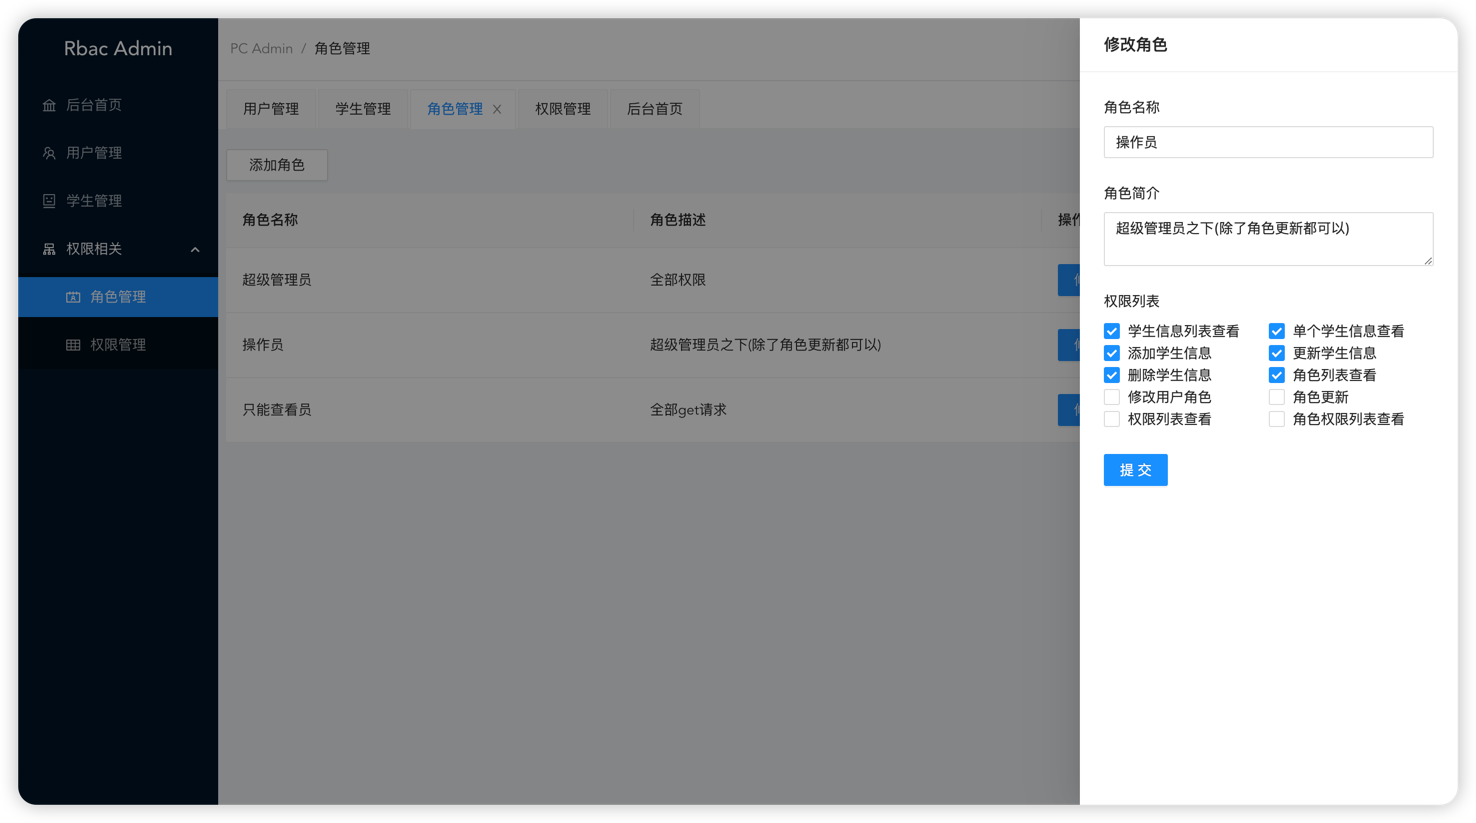 Rbac Admin
后台首页
用户管理
学生管理
权限相关
角色管理
权限管理
PC Admin / 角色管理
用户管理 学生管理 角色管理 权限管理 后台首页
添加角色
角色名称 角色描述
超级管理员 全部权限
操作员 超级管理员之下(除了角色更新都可以)
只能查看员 全部get请求
修改角色
角色名称
操作员
角色简介
超级管理员之下(除了角色更新都可以)
权限列表
学生信息列表查看 单个学生信息查看
添加学生信息 更新学生信息
删除学生信息 角色列表查看
修改用户角色 角色更新
权限列表查看 角色权限列表查看
提 交